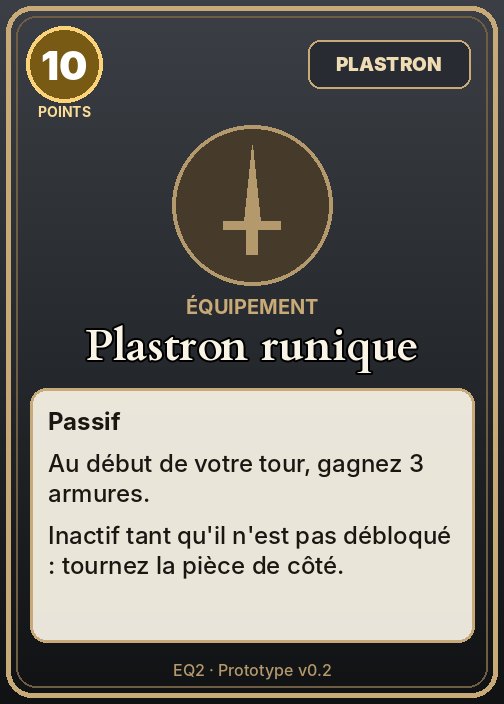 10
POINTS
PLASTRON
ÉQUIPEMENT
Plastron runique
Passif
Au début de votre tour, gagnez 3
armures.
Inactif tant qu'il n'est pas débloqué
: tournez la pièce de côté.
EQ2 · Prototype v0.2